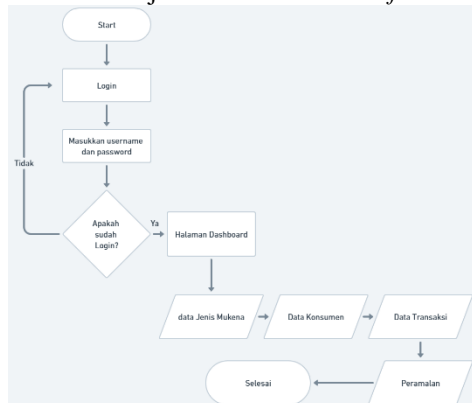 Start
Login
Masukkan username
dan password
Tidak
Apakah
sudah
Login?
Ya
Halaman Dashboard
data Jenis Mukena
Data Konsumen
Data Transaksi
Selesai
Peramalan